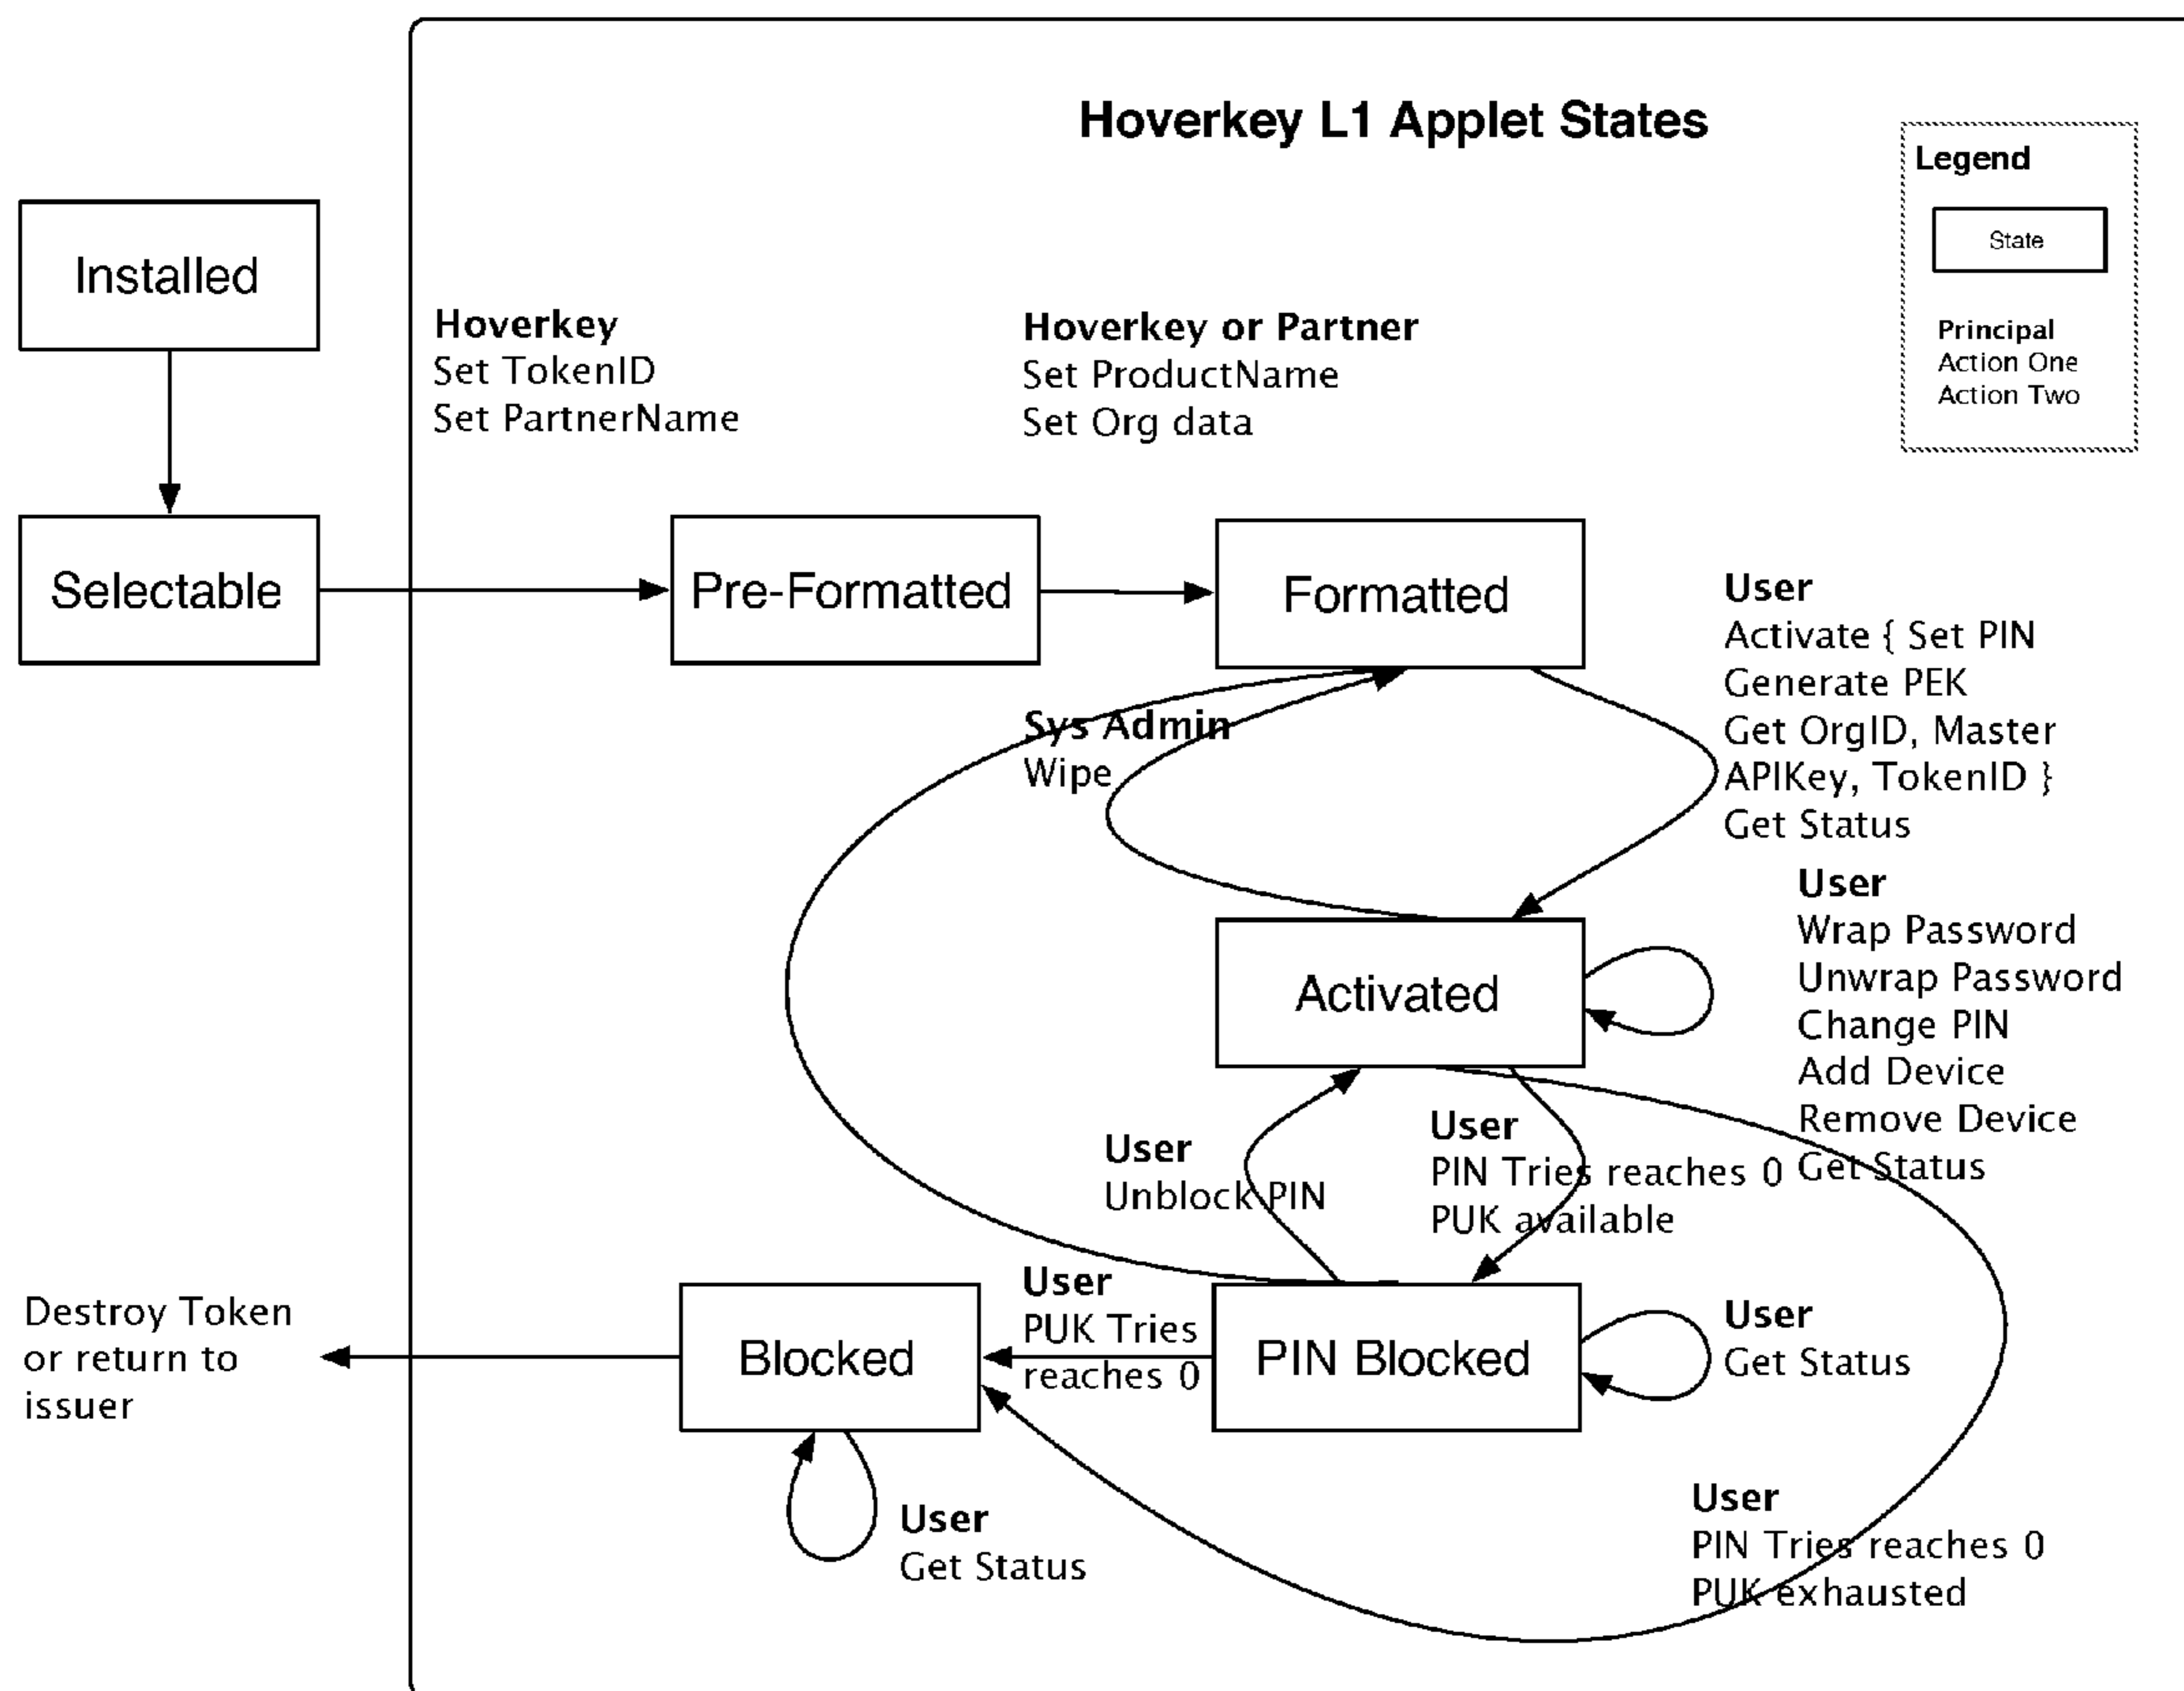 Hoverkey L1 Applet States
Legend
State
Principal
Action One
Action Two
Installed
Hoverkey
Set TokenID
Set PartnerName
Hoverkey or Partner
Set ProductName
Set Org data
Selectable
Pre-Formatted
Formatted
User
Activate { Set PIN
Generate PEK
Get OrgID, Master
APIKey, TokenID }
Get Status
Sys Admin
Wipe
Activated
User
Wrap Password
Unwrap Password
Change PIN
Add Device
Remove Device
Get Status
User
Unblock PIN
User
PIN Tries reaches 0
PUK available
Destroy Token
or return to
issuer
Blocked
User
PUK Tries
reaches 0
PIN Blocked
User
Get Status
User
Get Status
User
PIN Tries reaches 0
PUK exhausted